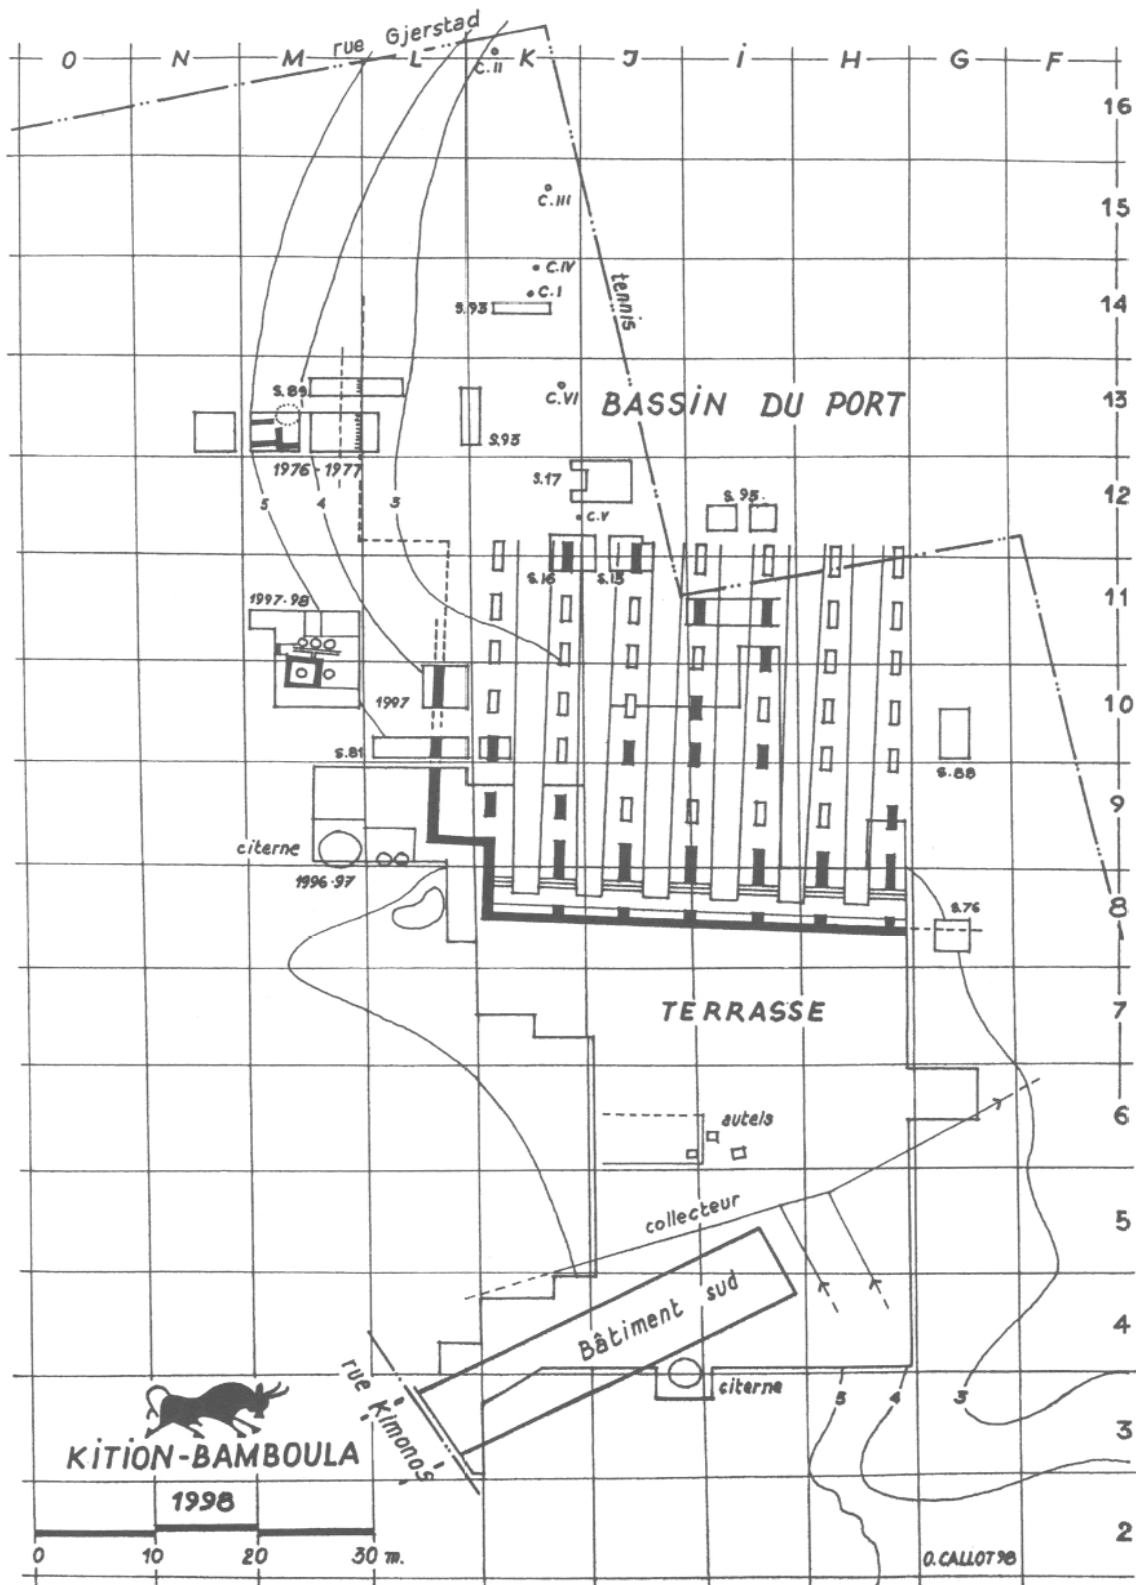 rue Gjerstad
O N M L K J I H G F
C.II
16
C.III
15
C.IV
C.I
S.93
tennis
14
S.89
C.VI
BASSIN DU PORT
13
S.93
1976-1977
S.17
S.95
12
5 4 3
C.V
S.16
S.15
1997-98
11
1997
10
S.81
S.88
9
citerne
1996-97
S.76
8
TERRASSE
7
autels
6
collecteur
5
Bâtiment sud
4
rue Kimonos
citerne
5 4 3
3
KITION-BAMBOULA
1998
2
0 10 20 30 m.
O. CALLOT 98